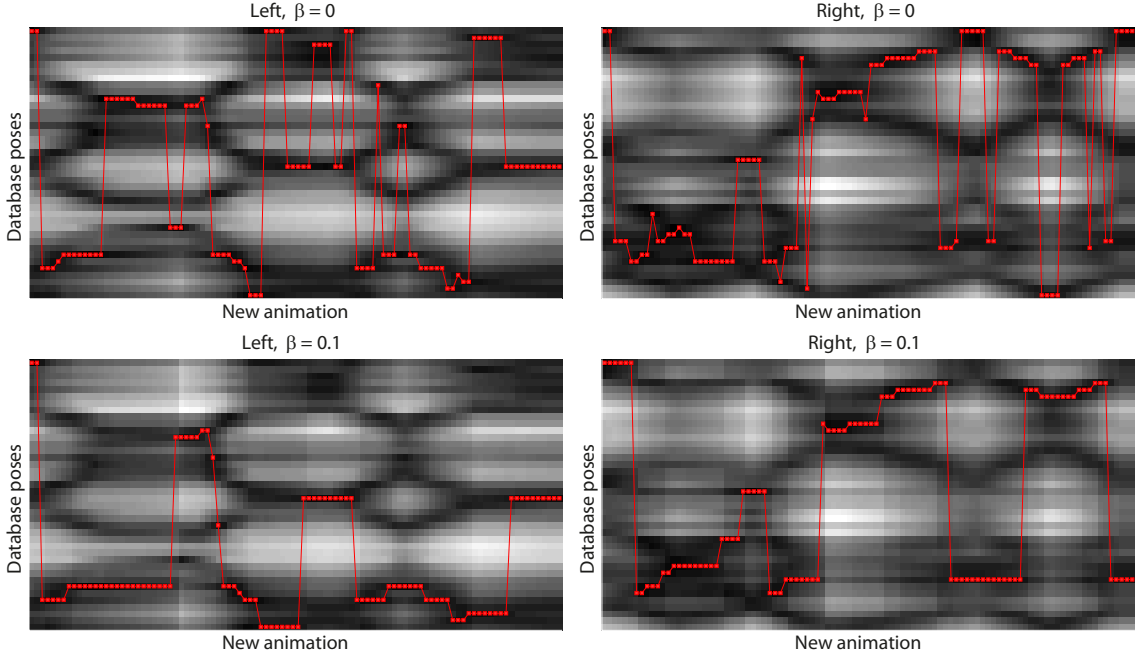 Left, β = 0
Right, β = 0
Database poses
Database poses
New animation
New animation
Left, β = 0.1
Right, β = 0.1
Database poses
Database poses
New animation
New animation